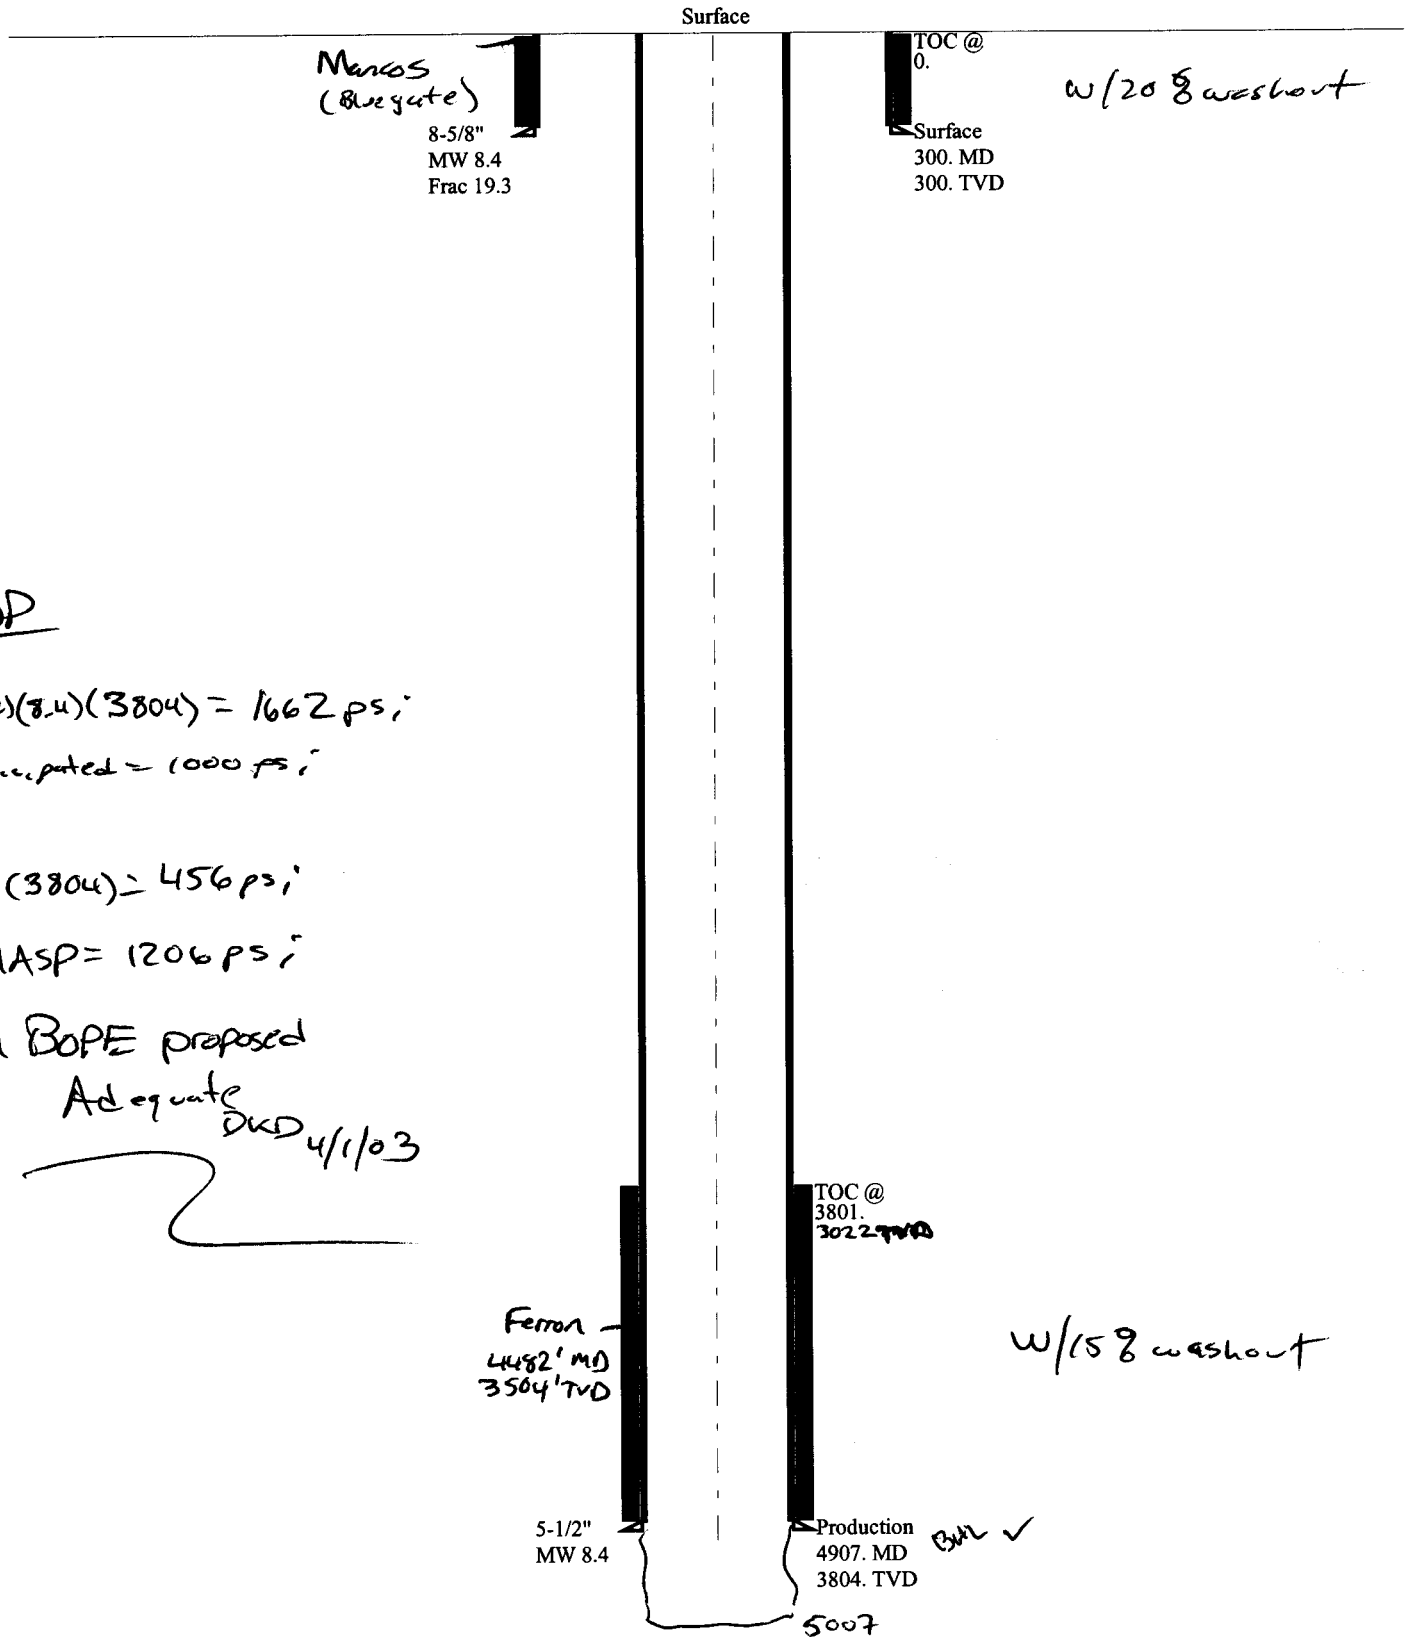 Surface
Mancos
(Bluegate)
8-5/8"
MW 8.4
Frac 19.3
TOC @
0.
w/20% washout
Surface
300. MD
300. TVD
)(8.4)(3804) = 1662 psi
= 1000 psi
(3804) = 456 psi
MASP = 1206 psi
BOPE proposed
Adequate
DKD 4/1/03
TOC @
3801.
3022 TVD
Ferron
4482' MD
3504' TVD
w/15% washout
5-1/2"
MW 8.4
Production
4907. MD
3804. TVD
BHL ✓
5007